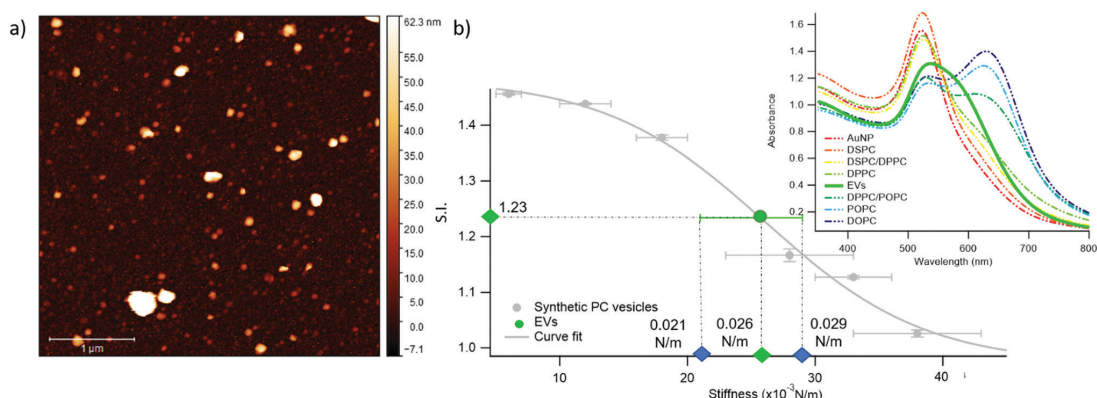 a)
62.3 nm
50.0
45.0
40.0
35.0
30.0
25.0
20.0
15.0
10.0
5.0
0.0
−7.1
1 µm
b)
S.I.
1.4
1.3
1.2
1.1
1.0
1.23
Synthetic PC vesicles
EVs
Curve fit
0.021
N/m
0.026
N/m
0.029
N/m
10
20
30
40
Stiffness (x10⁻³N/m)
Absorbance
1.8
1.6
1.4
1.2
1.0
0.8
0.6
0.4
0.2
AuNP
DSPC
DSPC/DPPC
DPPC
EVs
DPPC/POPC
POPC
DOPC
400
500
600
700
800
Wavelength (nm)